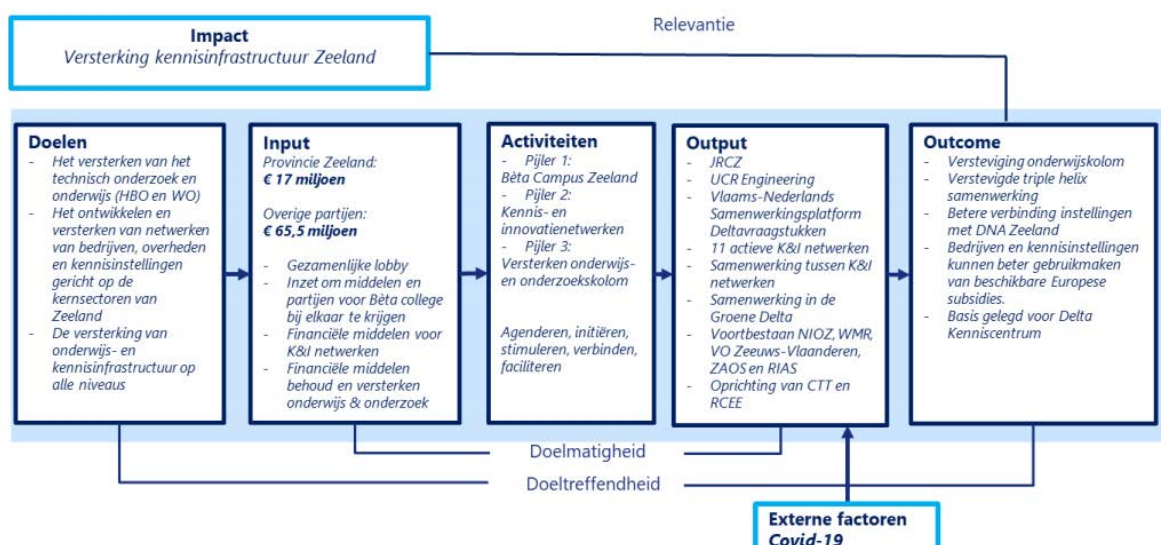 Relevantie
Impact
Versterking kennisinfrastructuur Zeeland
Doelen
- Het versterken van het
technisch onderzoek en
onderwijs (HBO en WO)
- Het ontwikkelen en
versterken van netwerken
van bedrijven, overheden
en kennisinstellingen
gericht op de
kernsectoren van
Zeeland
- De versterking van
onderwijs- en
kennisinfrastructuur op
alle niveaus
Input
Provincie Zeeland:
€ 17 miljoen
Overige partijen:
€ 65,5 miljoen
- Gezamenlijke lobby
- Inzet om middelen en
partijen voor Bèta college
bij elkaar te krijgen
- Financiële middelen voor
K&I netwerken
- Financiële middelen
behoud en versterken
onderwijs & onderzoek
Activiteiten
- Pijler 1:
Bèta Campus Zeeland
- Pijler 2:
Kennis- en
innovatienetwerken
- Pijler 3:
Versterken onderwijs-
en onderzoekskolom
Agenderen, initiëren,
stimuleren, verbinden,
faciliteren
Output
- JRCZ
- UCR Engineering
- Vlaams-Nederlands
Samenwerkingsplatform
Deltavraagstukken
- 11 actieve K&I netwerken
- Samenwerking tussen K&I
netwerken
- Samenwerking in de
Groene Delta
- Voortbestaan NIOZ, WMR,
VO Zeeuws-Vlaanderen,
ZAOS en RIAS
- Oprichting van CTT en
RCEE
Outcome
- Versteviging onderwijskolom
- Verstevigde triple helix
samenwerking
- Betere verbinding instellingen
met DNA Zeeland
- Bedrijven en kennisinstellingen
kunnen beter gebruikmaken
van beschikbare Europese
subsidies.
- Basis gelegd voor Delta
Kenniscentrum
Doelmatigheid
Doeltreffendheid
Externe factoren
Covid-19